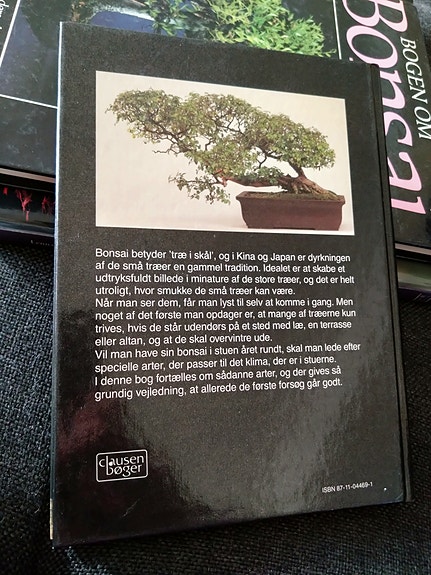 BOGEN OM
Bonsai
Bonsai betyder 'træ i skål', og i Kina og Japan er dyrkningen
af de små træer en gammel tradition. Idealet er at skabe et
udtryksfuldt billede i minature af de store træer, og det er helt
utroligt, hvor smukke de små træer kan være.
Når man ser dem, får man lyst til selv at komme i gang. Men
noget af det første man opdager er, at mange af træerne kun
trives, hvis de står udendørs på et sted med læ, en terrasse
eller altan, og at de skal overvintre ude.
Vil man have sin bonsai i stuen året rundt, skal man lede efter
specielle arter, der passer til det klima, der er i stuerne.
I denne bog fortælles om sådanne arter, og der gives så
grundig vejledning, at allerede de første forsøg går godt.
clausen
bøger
ISBN 87-11-04469-1